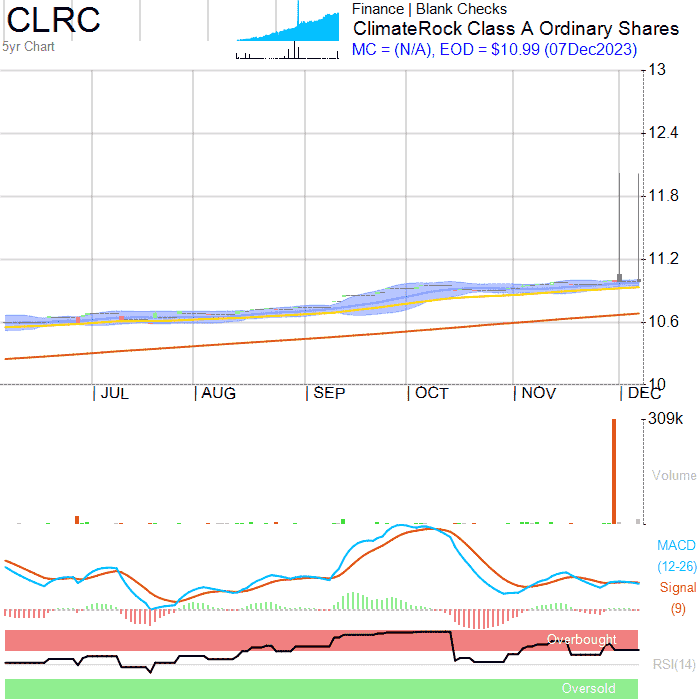 CLRC
5yr Chart
Finance | Blank Checks
ClimateRock Class A Ordinary Shares
MC = (N/A), EOD = $10.99 (07Dec2023)
13
12.4
11.8
11.2
10.6
10
JUL
AUG
SEP
OCT
NOV
DEC
309k
Volume
MACD
(12-26)
Signal
(9)
Overbought
RSI(14)
Oversold